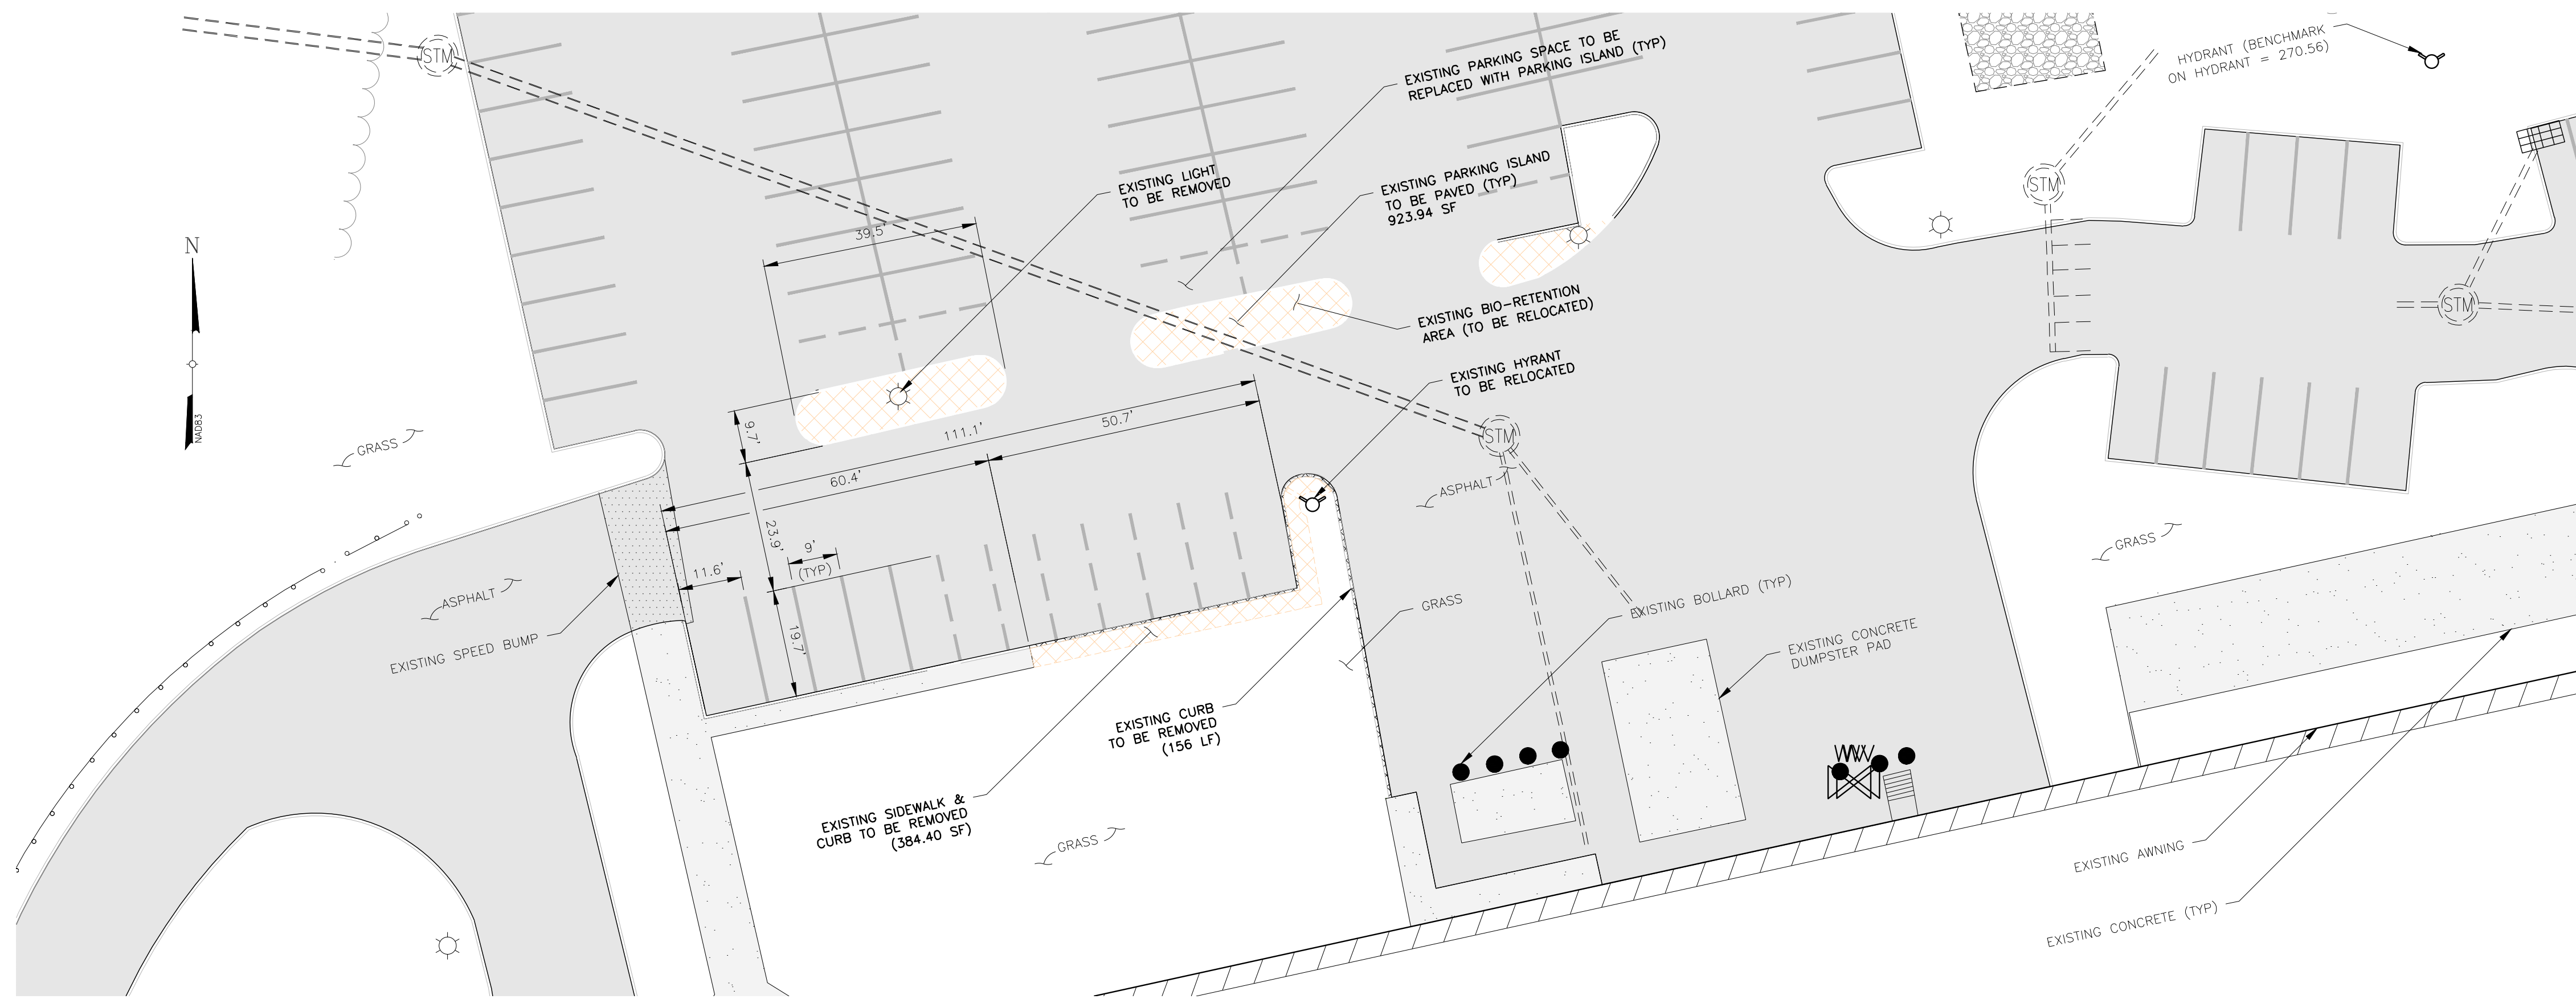 STM
HYDRANT (BENCHMARK
ON HYDRANT = 270.56)
EXISTING PARKING SPACE TO BE
REPLACED WITH PARKING ISLAND (TYP)
EXISTING LIGHT
TO BE REMOVED
EXISTING PARKING ISLAND
TO BE PAVED (TYP)
923.94 SF
STM
39.5'
N
NAD83
EXISTING BIO-RETENTION
AREA (TO BE RELOCATED)
STM
EXISTING HYRANT
TO BE RELOCATED
9.7'
111.1'
50.7'
GRASS
60.4'
STM
ASPHALT
23.9'
9'
(TYP)
11.6'
GRASS
ASPHALT
GRASS
EXISTING BOLLARD (TYP)
EXISTING SPEED BUMP
19.7'
EXISTING CONCRETE
DUMPSTER PAD
EXISTING CURB
TO BE REMOVED
(156 LF)
EXISTING SIDEWALK &
CURB TO BE REMOVED
(384.40 SF)
GRASS
EXISTING AWNING
EXISTING CONCRETE (TYP)